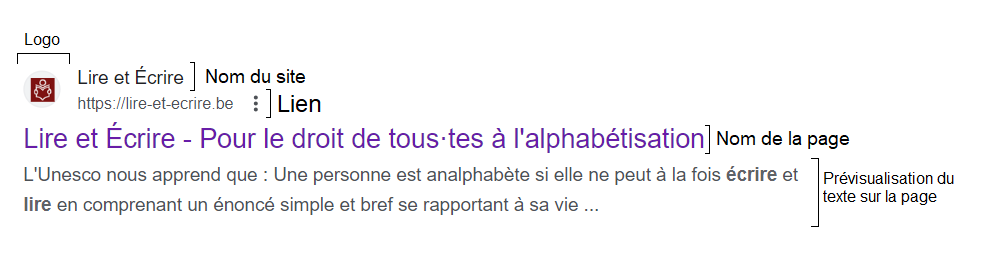 Logo
Lire et Écrire Nom du site
https://lire-et-ecrire.be Lien
Lire et Écrire - Pour le droit de tous·tes à l'alphabétisation Nom de la page
L'Unesco nous apprend que : Une personne est analphabète si elle ne peut à la fois écrire et
lire en comprenant un énoncé simple et bref se rapportant à sa vie ...
Prévisualisation du
texte sur la page